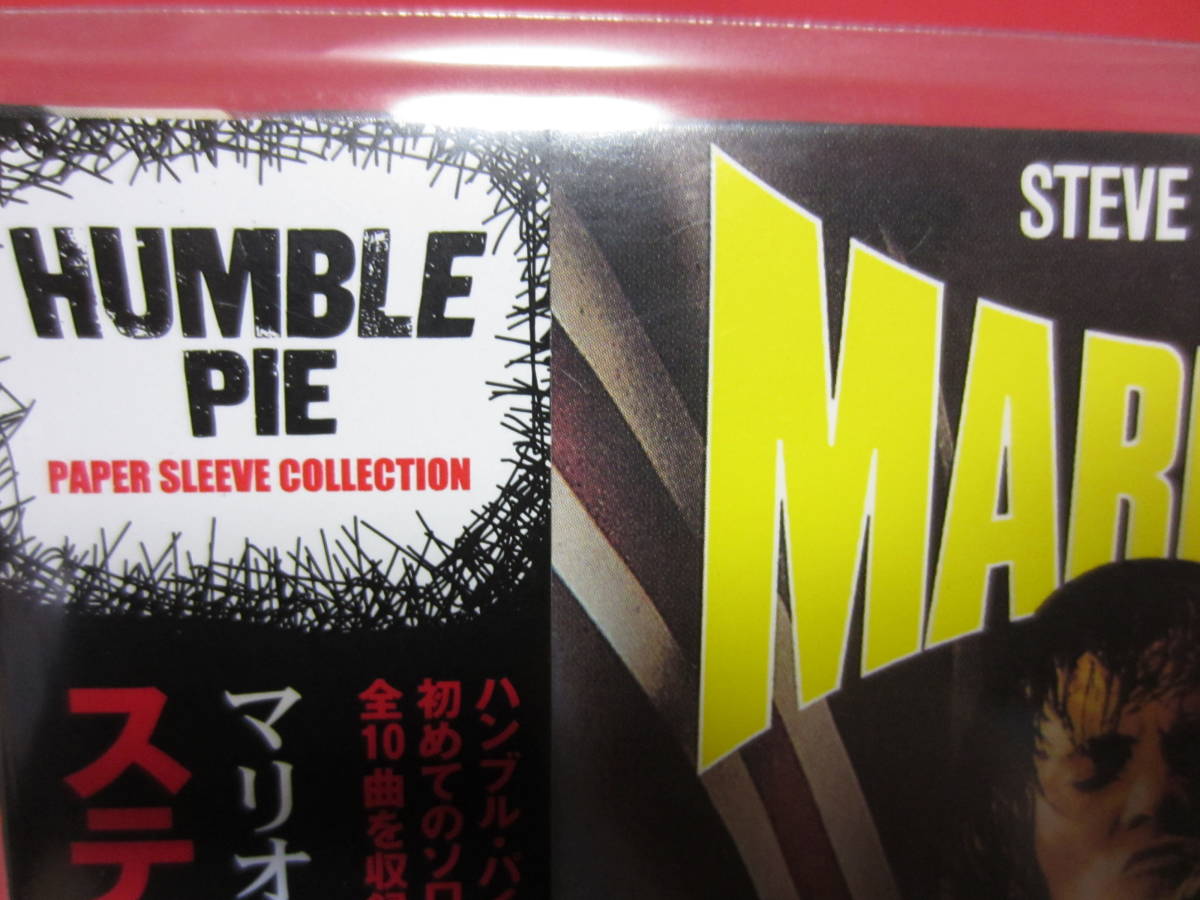 HUMBLE
PIE
PAPER SLEEVE COLLECTION
STEVE
MAR
ハンブル・パイ
初めてのソロ
全10曲を収
マリオ
ステ